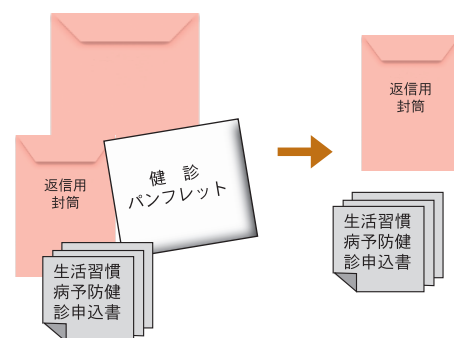 返信用
封筒
健 診
パンフレット
生活習慣
病予防健
診申込書
返信用
封筒
生活習慣
病予防健
診申込書